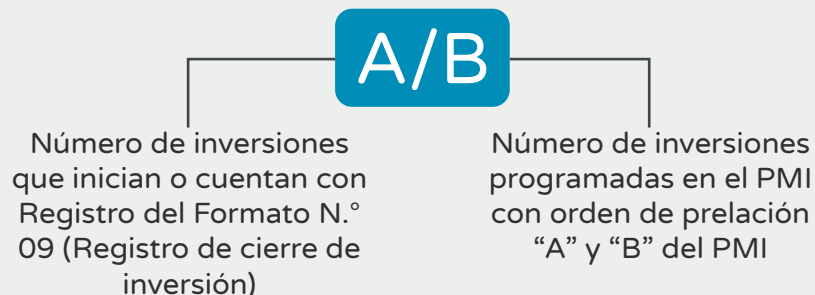 A/B
Número de inversiones
que inician o cuentan con
Registro del Formato N.°
09 (Registro de cierre de
inversión)
Número de inversiones
programadas en el PMI
con orden de prelación
“A” y “B” del PMI